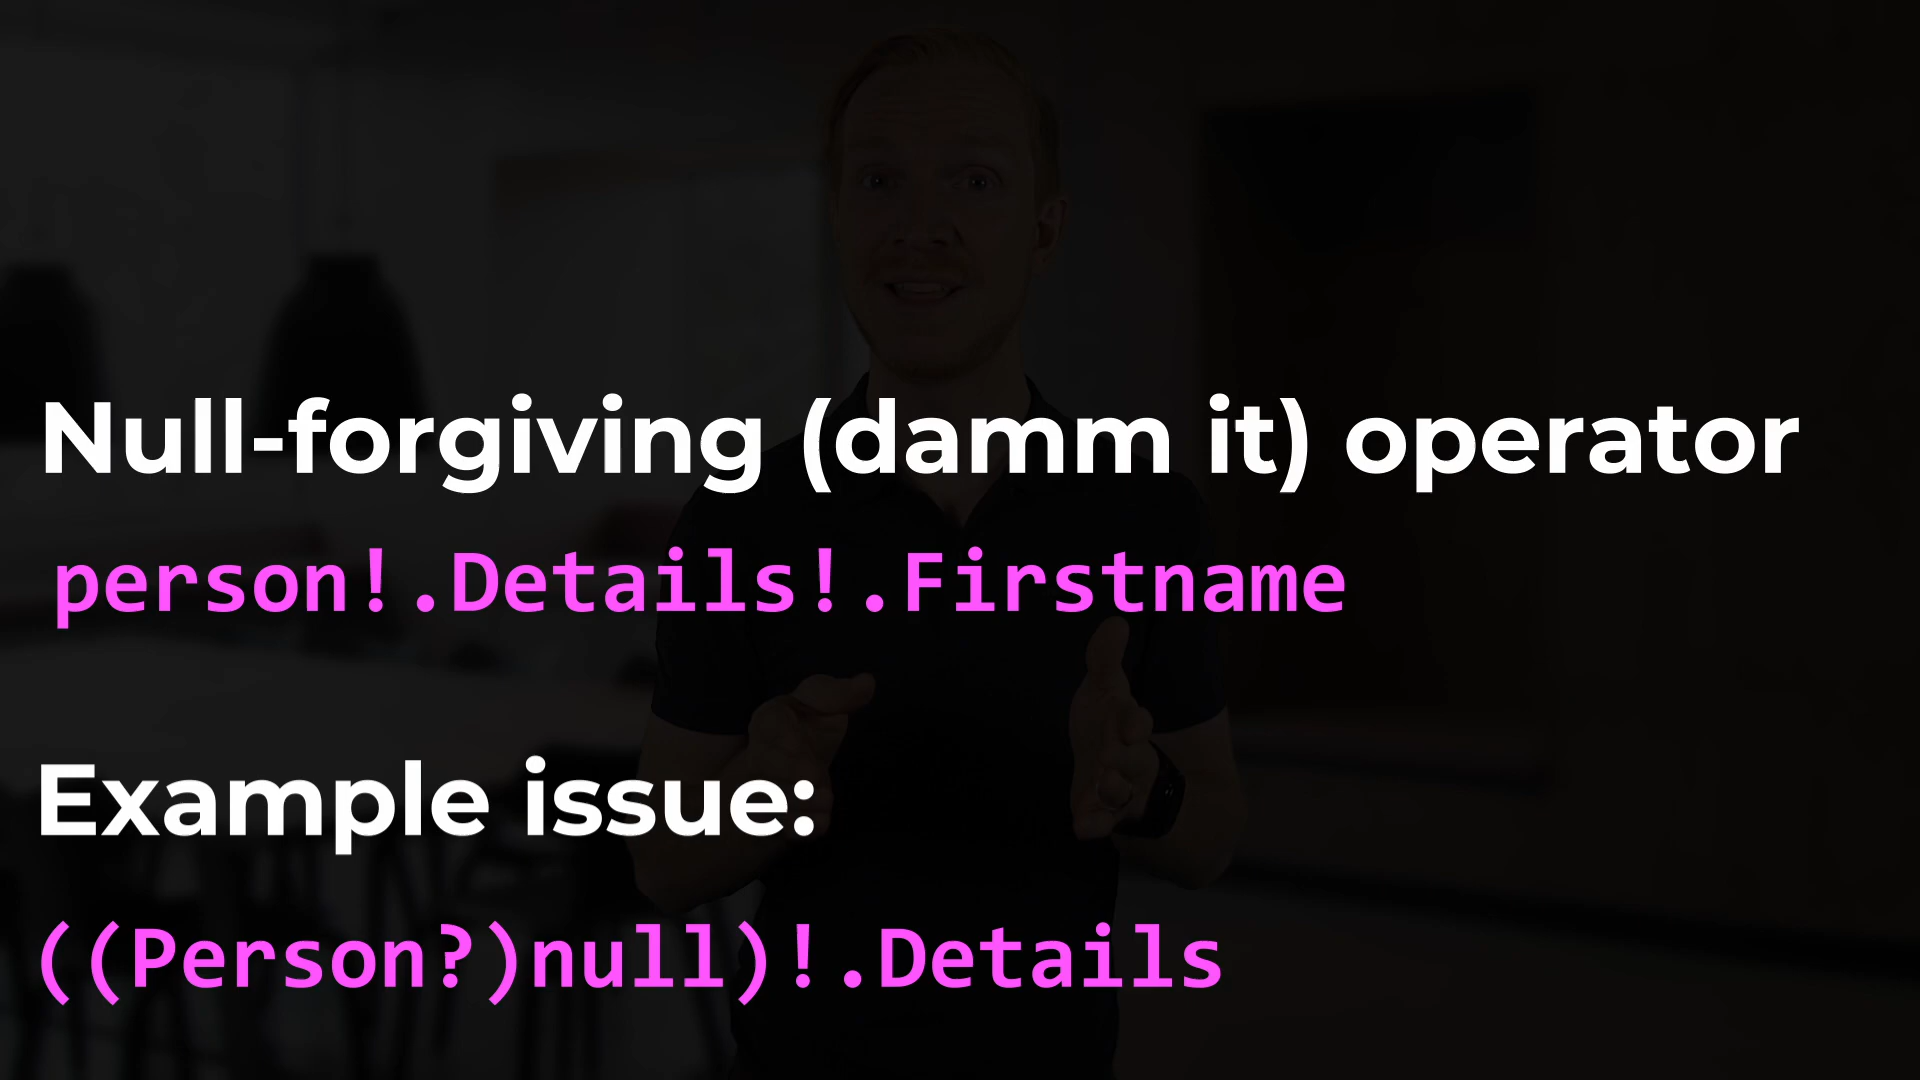 Null-forgiving (damm it) operator
person!.Details!.Firstname
Example issue:
((Person?)null)!.Details